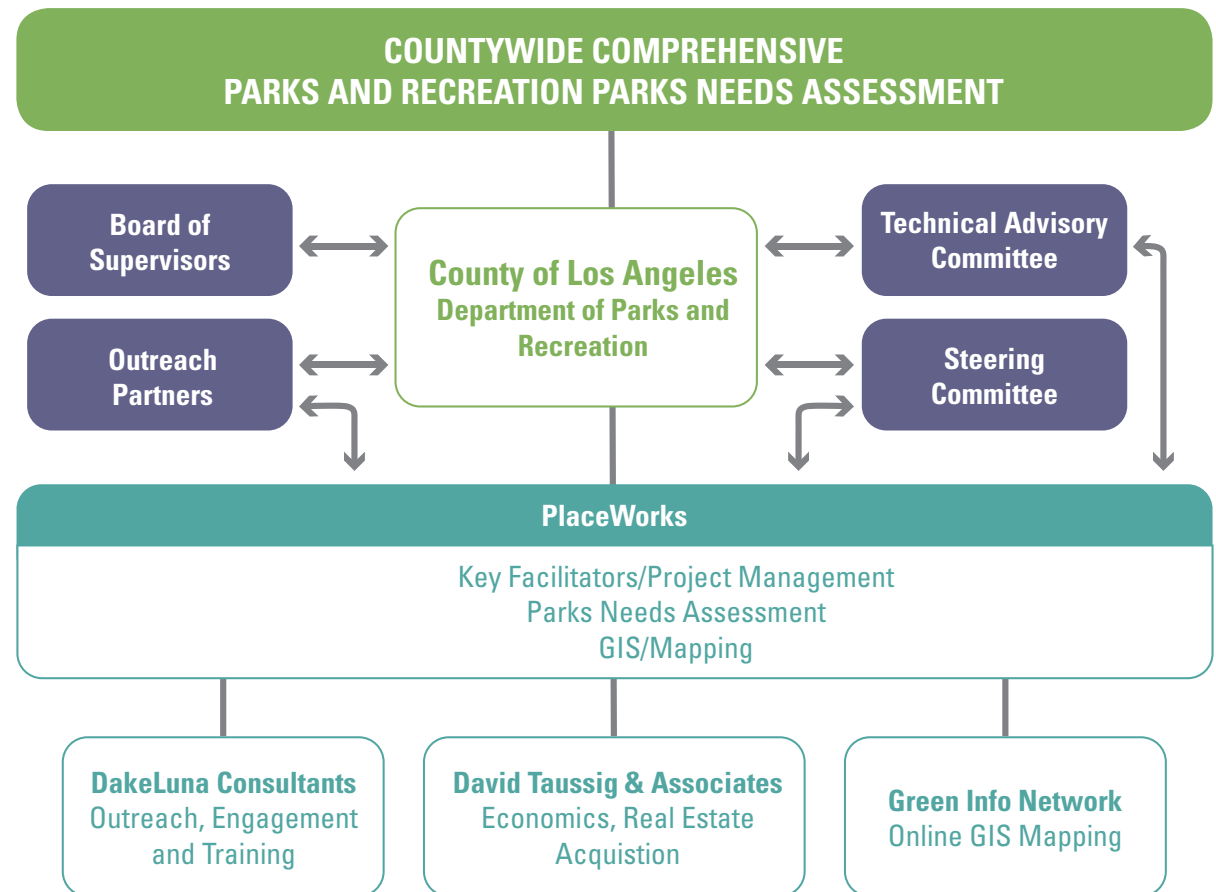 COUNTYWIDE COMPREHENSIVE
PARKS AND RECREATION PARKS NEEDS ASSESSMENT
Board of
Supervisors
County of Los Angeles
Department of Parks and
Recreation
Technical Advisory
Committee
Outreach
Partners
Steering
Committee
PlaceWorks
Key Facilitators/Project Management
Parks Needs Assessment
GIS/Mapping
DakeLuna Consultants
Outreach, Engagement
and Training
David Taussig & Associates
Economics, Real Estate
Acquistion
Green Info Network
Online GIS Mapping